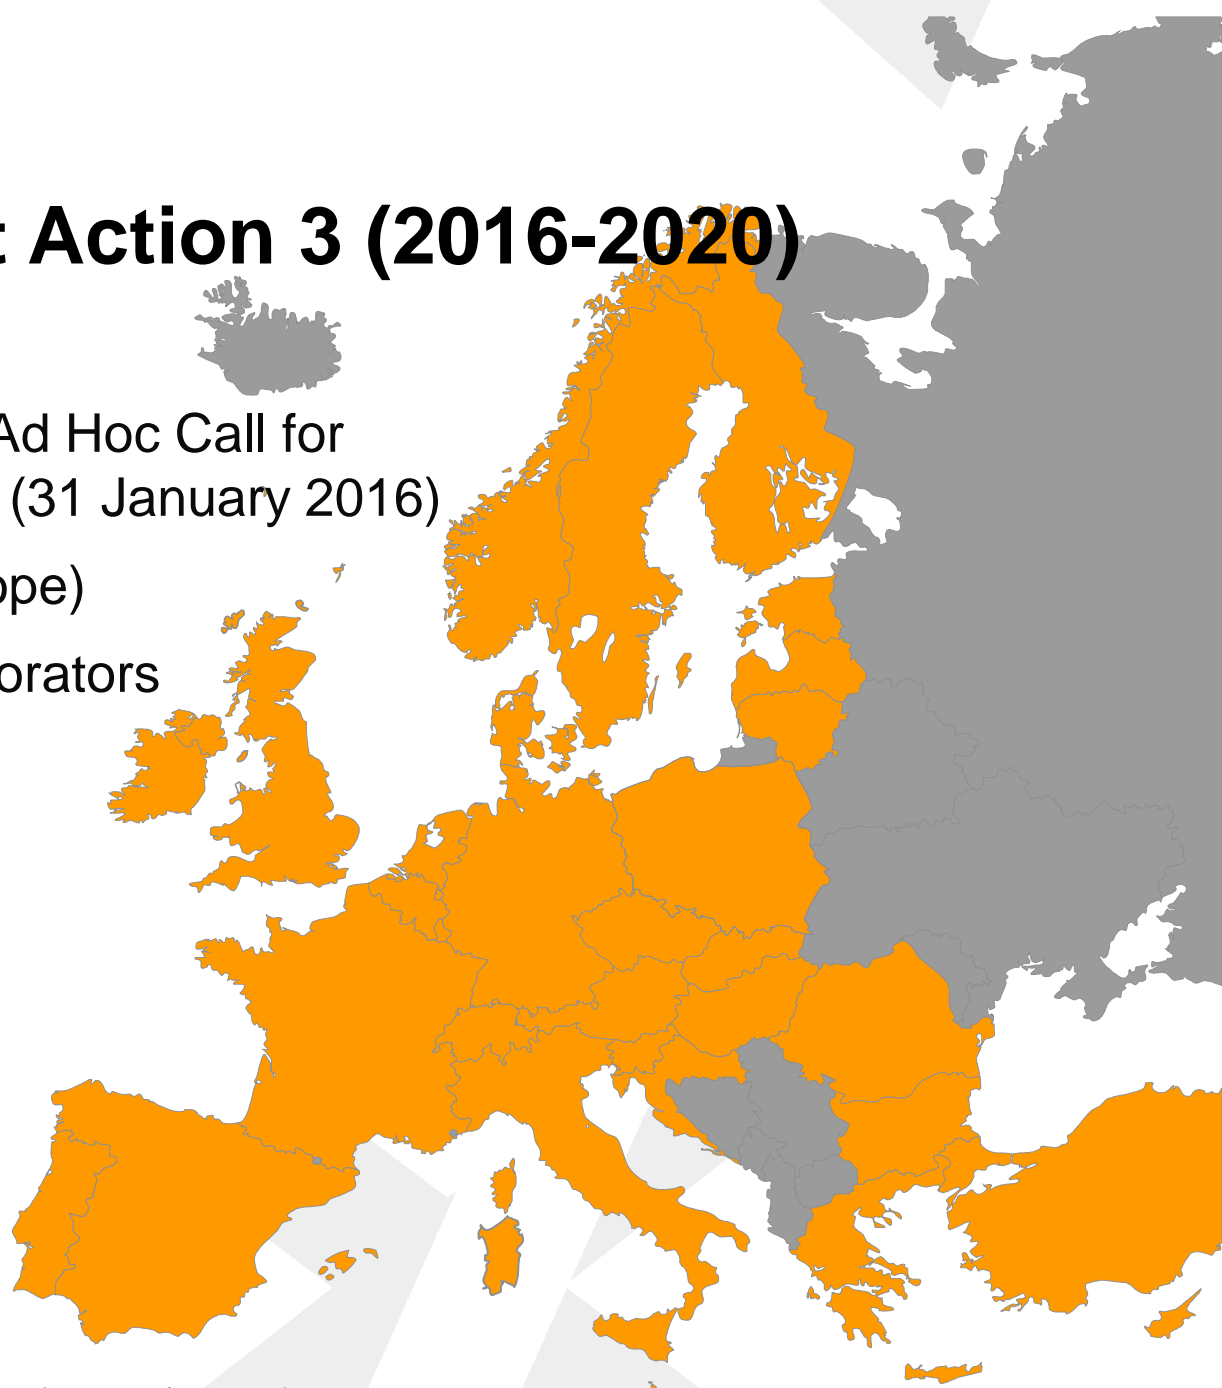 t Action 3 (2016-2020)
Ad Hoc Call for
(31 January 2016)
ope)
orators